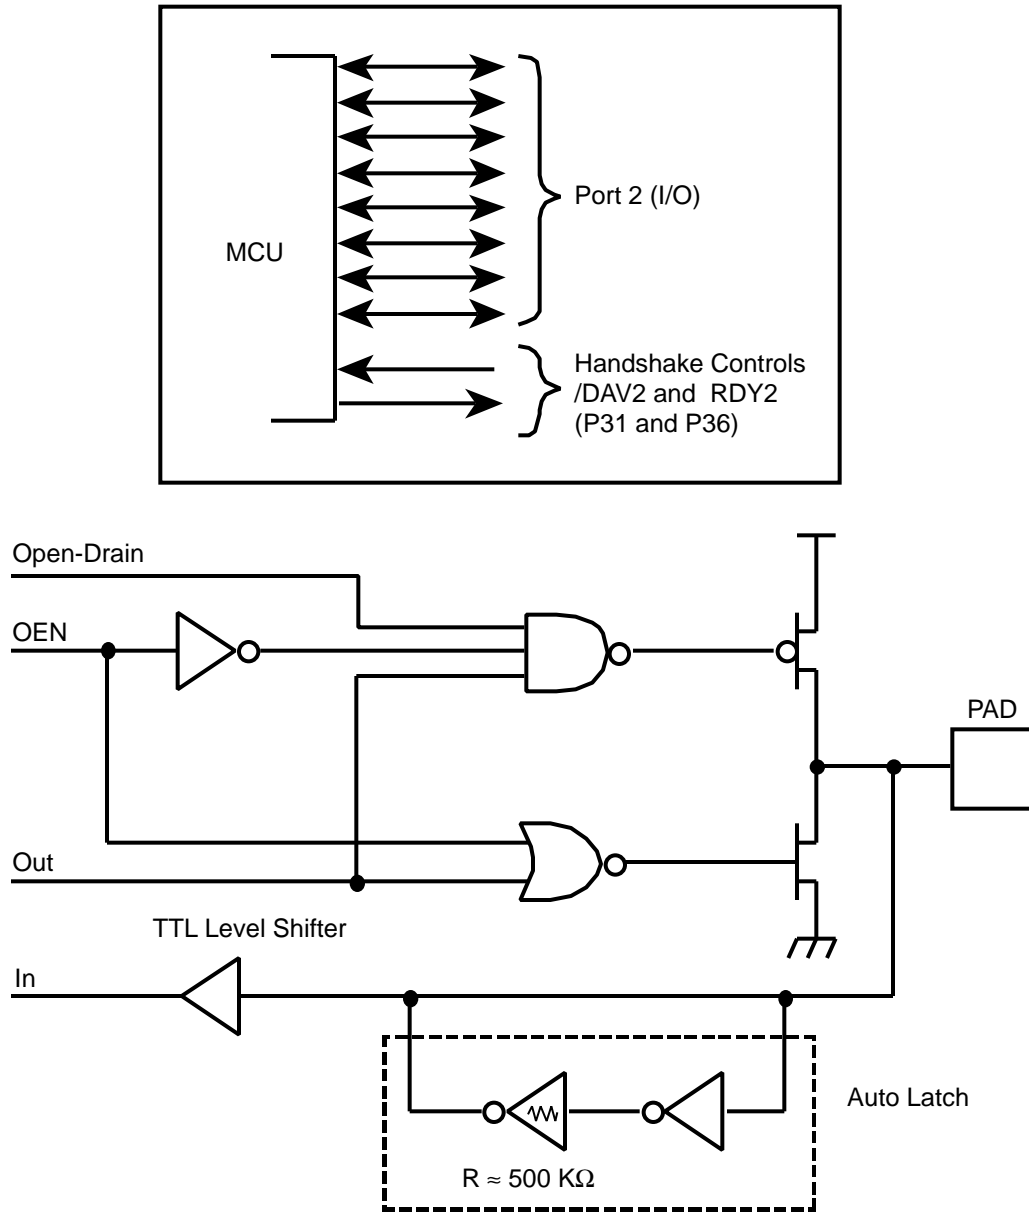 MCU
Port 2 (I/O)
Handshake Controls
/DAV2 and RDY2
(P31 and P36)
Open-Drain
OEN
PAD
Out
TTL Level Shifter
In
Auto Latch
R ≈ 500 KΩ